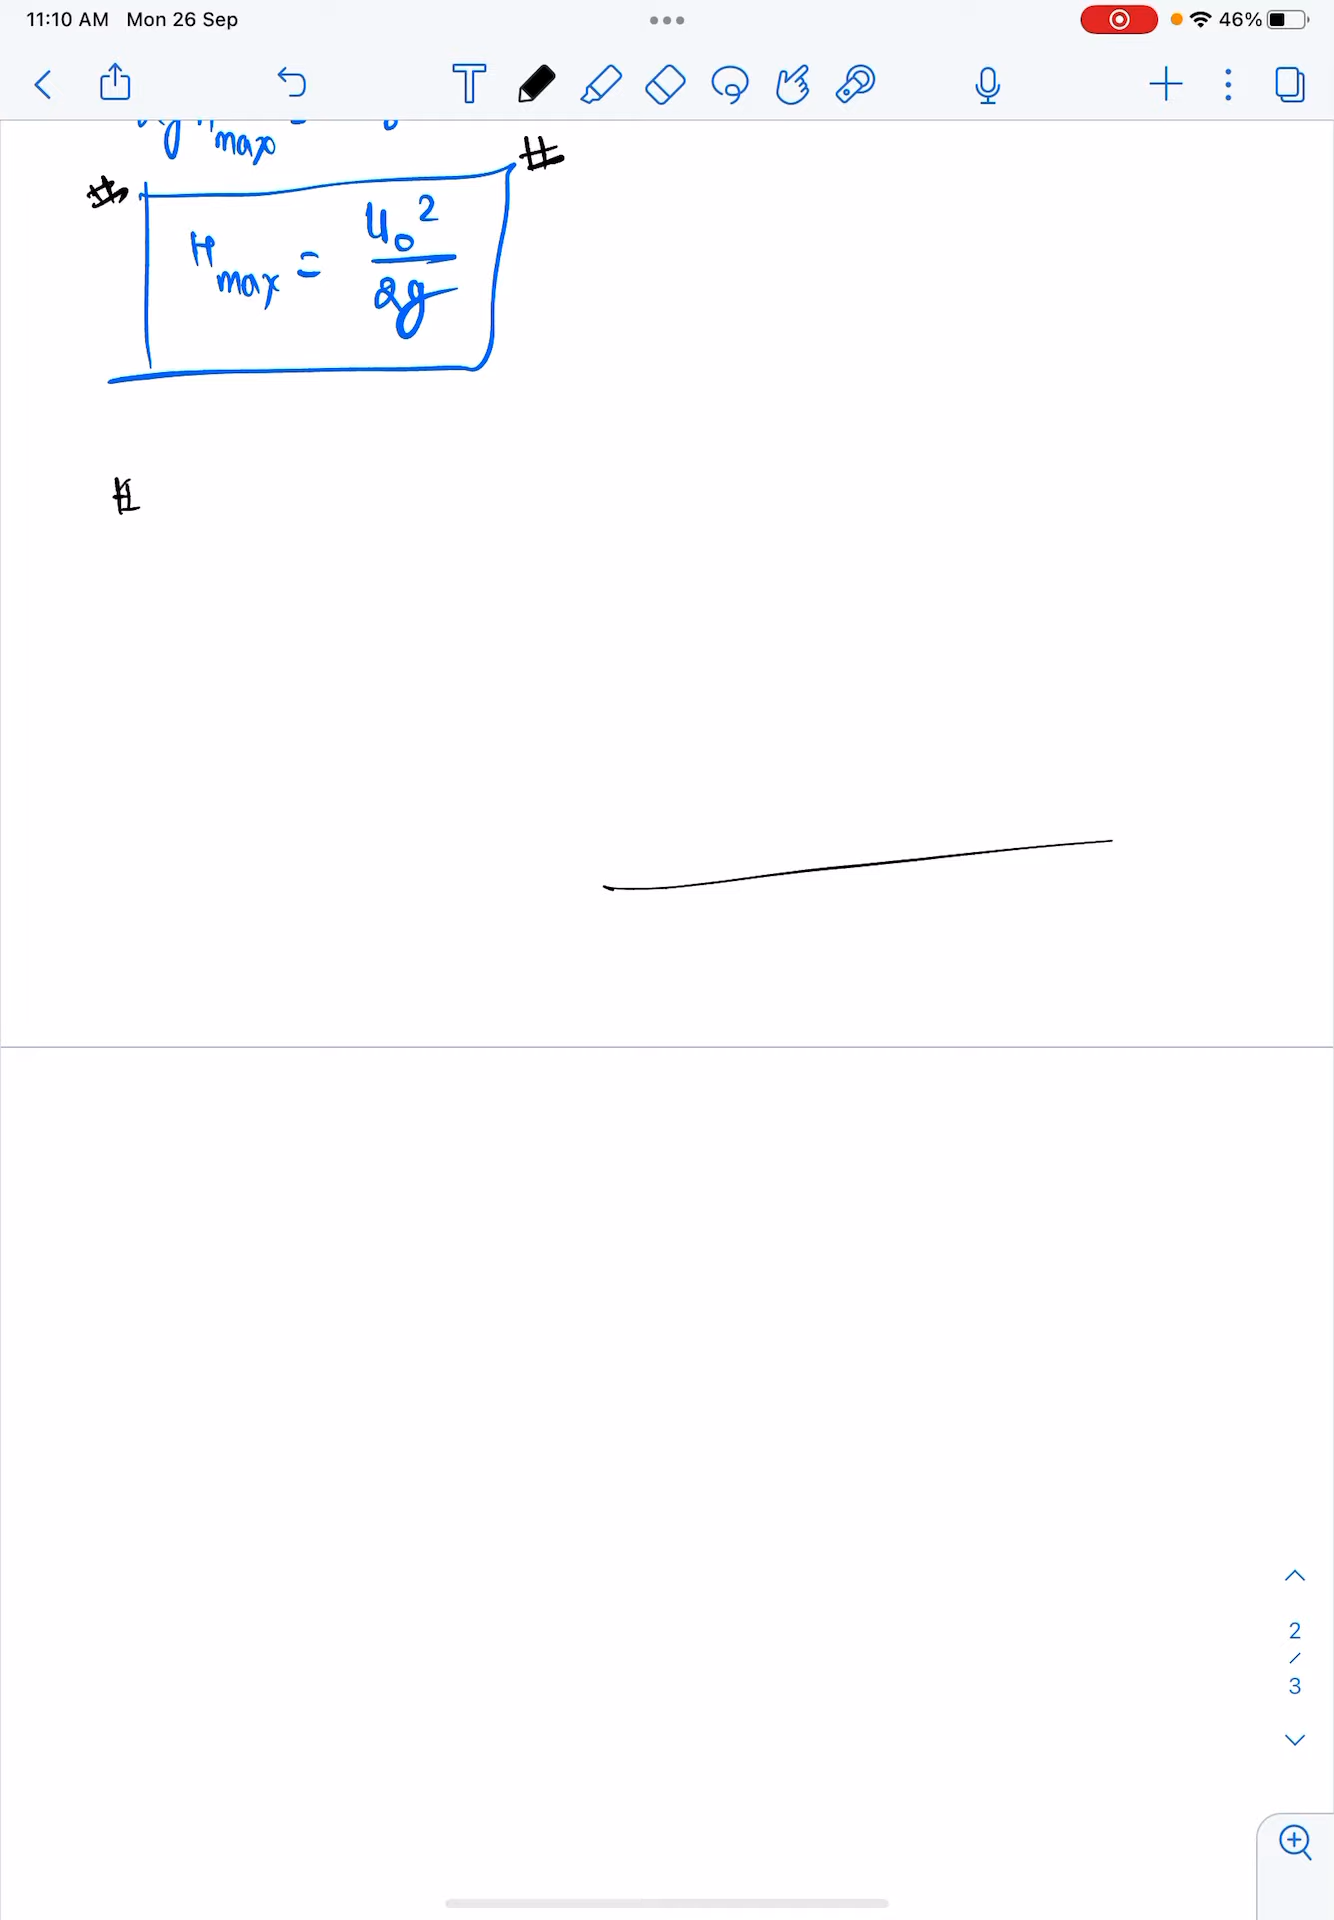 11:10 AM Mon 26 Sep
46%
T
max
#
#
H max = u₀² / 2g
#
2
/
3